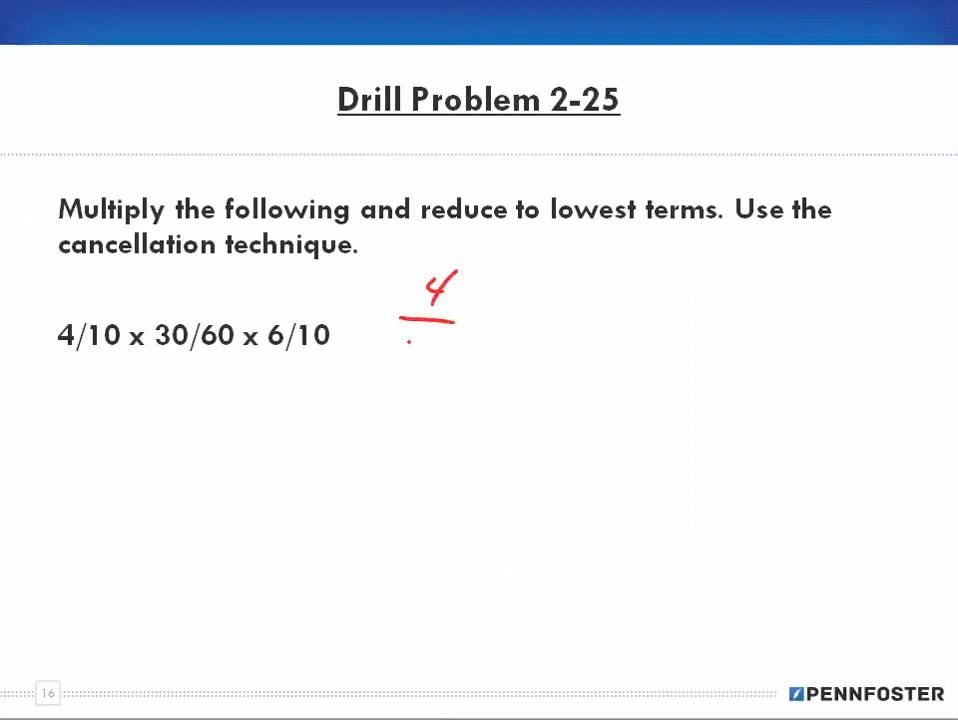 Drill Problem 2-25
Multiply the following and reduce to lowest terms. Use the
cancellation technique.
4
4/10 x 30/60 x 6/10
16
PENNFOSTER